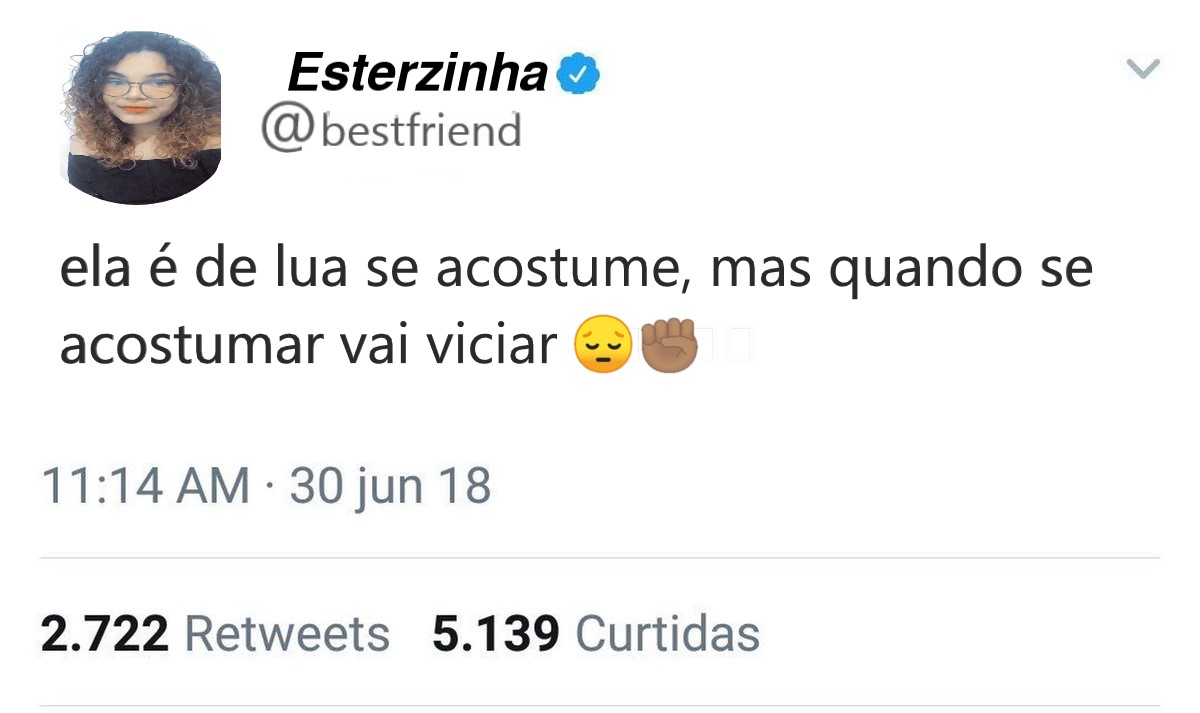 Esterzinha
@bestfriend
ela é de lua se acostume, mas quando se
acostumar vai viciar 😔✊🏾
11:14 AM · 30 jun 18
2.722 Retweets 5.139 Curtidas